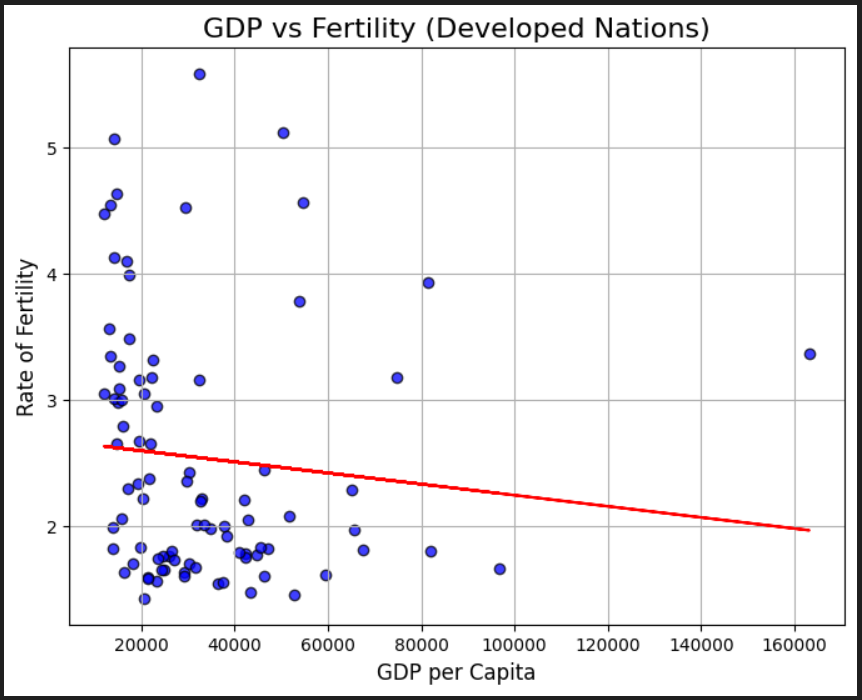 GDP vs Fertility (Developed Nations)
5
4
3
2
Rate of Fertility
20000 40000 60000 80000 100000 120000 140000 160000
GDP per Capita